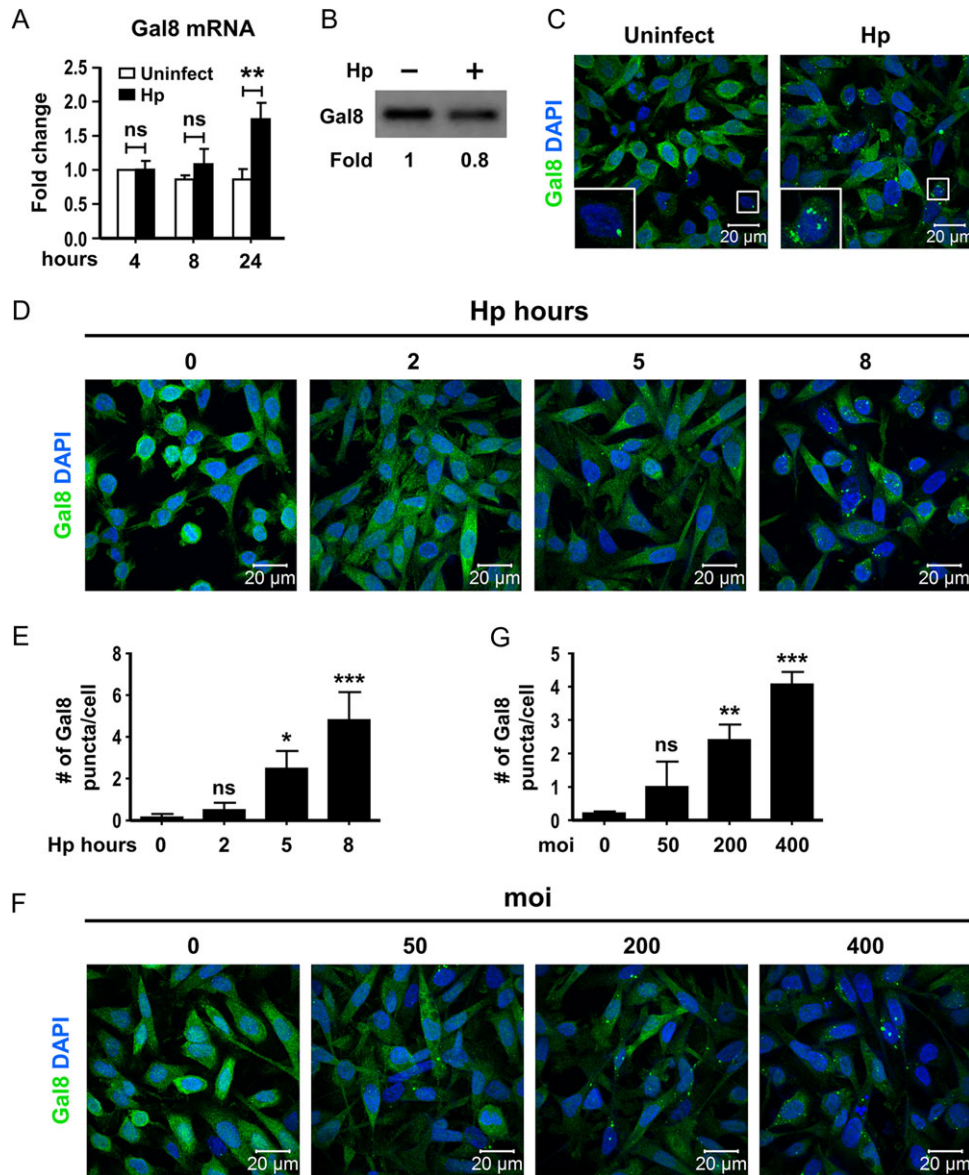 A
Gal8 mRNA
Fold change
2.5
2.0
1.5
1.0
0.5
0.0
Uninfect
Hp
ns
ns
**
hours
4 8 24
B
Hp − +
Gal8
Fold 1 0.8
C
Uninfect Hp
Gal8 DAPI
20 µm
20 µm
D
Hp hours
0 2 5 8
Gal8 DAPI
20 µm
20 µm
20 µm
20 µm
E
# of Gal8
puncta/cell
8
6
4
2
0
ns
*
***
Hp hours 0 2 5 8
G
# of Gal8
puncta/cell
5
4
3
2
1
0
ns
**
***
moi 0 50 200 400
F
moi
0 50 200 400
Gal8 DAPI
20 µm
20 µm
20 µm
20 µm